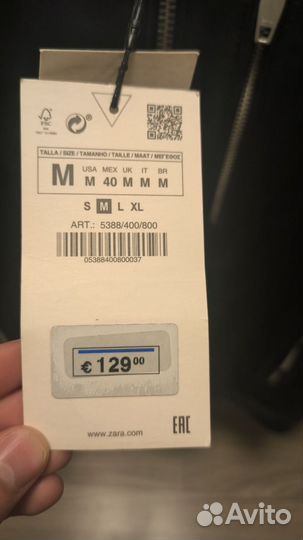 FSC
TALLA / SIZE / TAMANHO / TAILLE / MAAT / MERET
USA MEX UK IT BR
M M 40 M M M
S M L XL
ART.: 5388/400/800
05388400800037
€ 129 00
www.zara.com
EAC
Avito